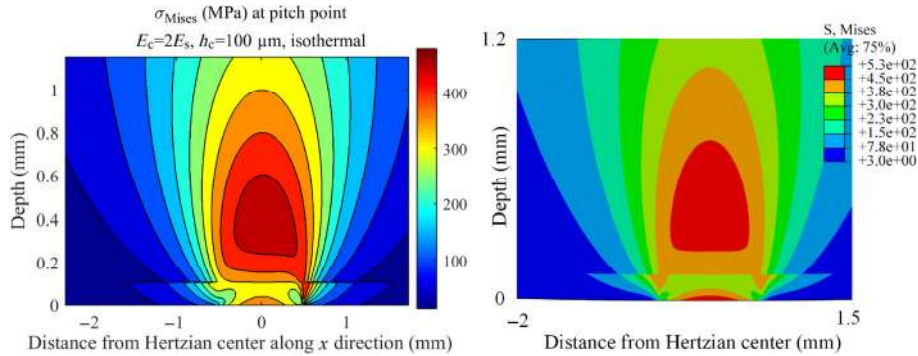 σMises (MPa) at pitch point
Ec=2Es, hc=100 µm, isothermal
Depth (mm)
1
0.8
0.6
0.4
0.2
0
−2
−1
0
1
Distance from Hertzian center along x direction (mm)
400
300
200
100
1.2
Depth (mm)
0
-2
1.5
Distance from Hertzian center (mm)
S, Mises
(Avg: 75%)
+5.3e+02
+4.5e+02
+3.8e+02
+3.0e+02
+2.3e+02
+1.5e+02
+7.8e+01
+3.0e+00